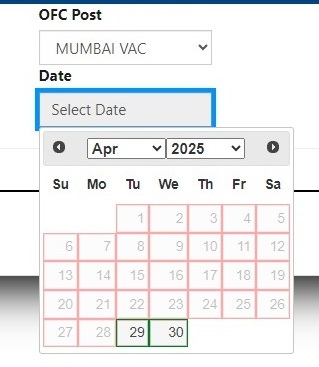 OFC Post
MUMBAI VAC
Date
Select Date
Apr 2025
Su Mo Tu We Th Fr Sa
1 2 3 4 5
6 7 8 9 10 11 12
13 14 15 16 17 18 19
20 21 22 23 24 25 26
27 28 29 30